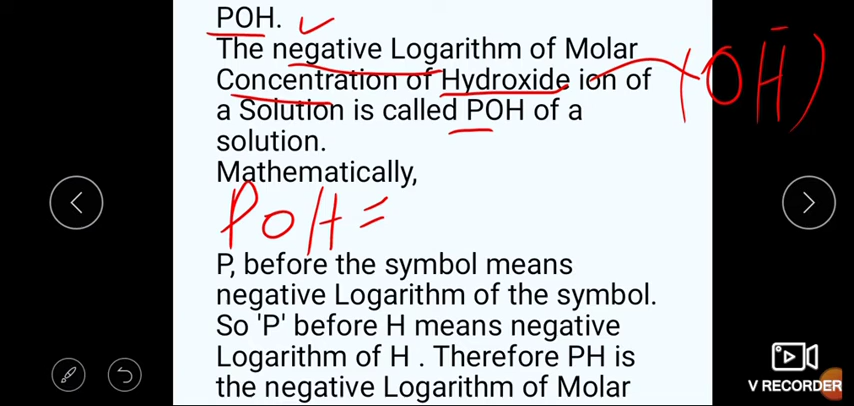 POH.
The negative Logarithm of Molar
Concentration of Hydroxide ion of
(OH̄)
a Solution is called POH of a
solution.
Mathematically,
POH=
P, before the symbol means
negative Logarithm of the symbol.
So 'P' before H means negative
Logarithm of H . Therefore PH is
the negative Logarithm of Molar
V RECORDER